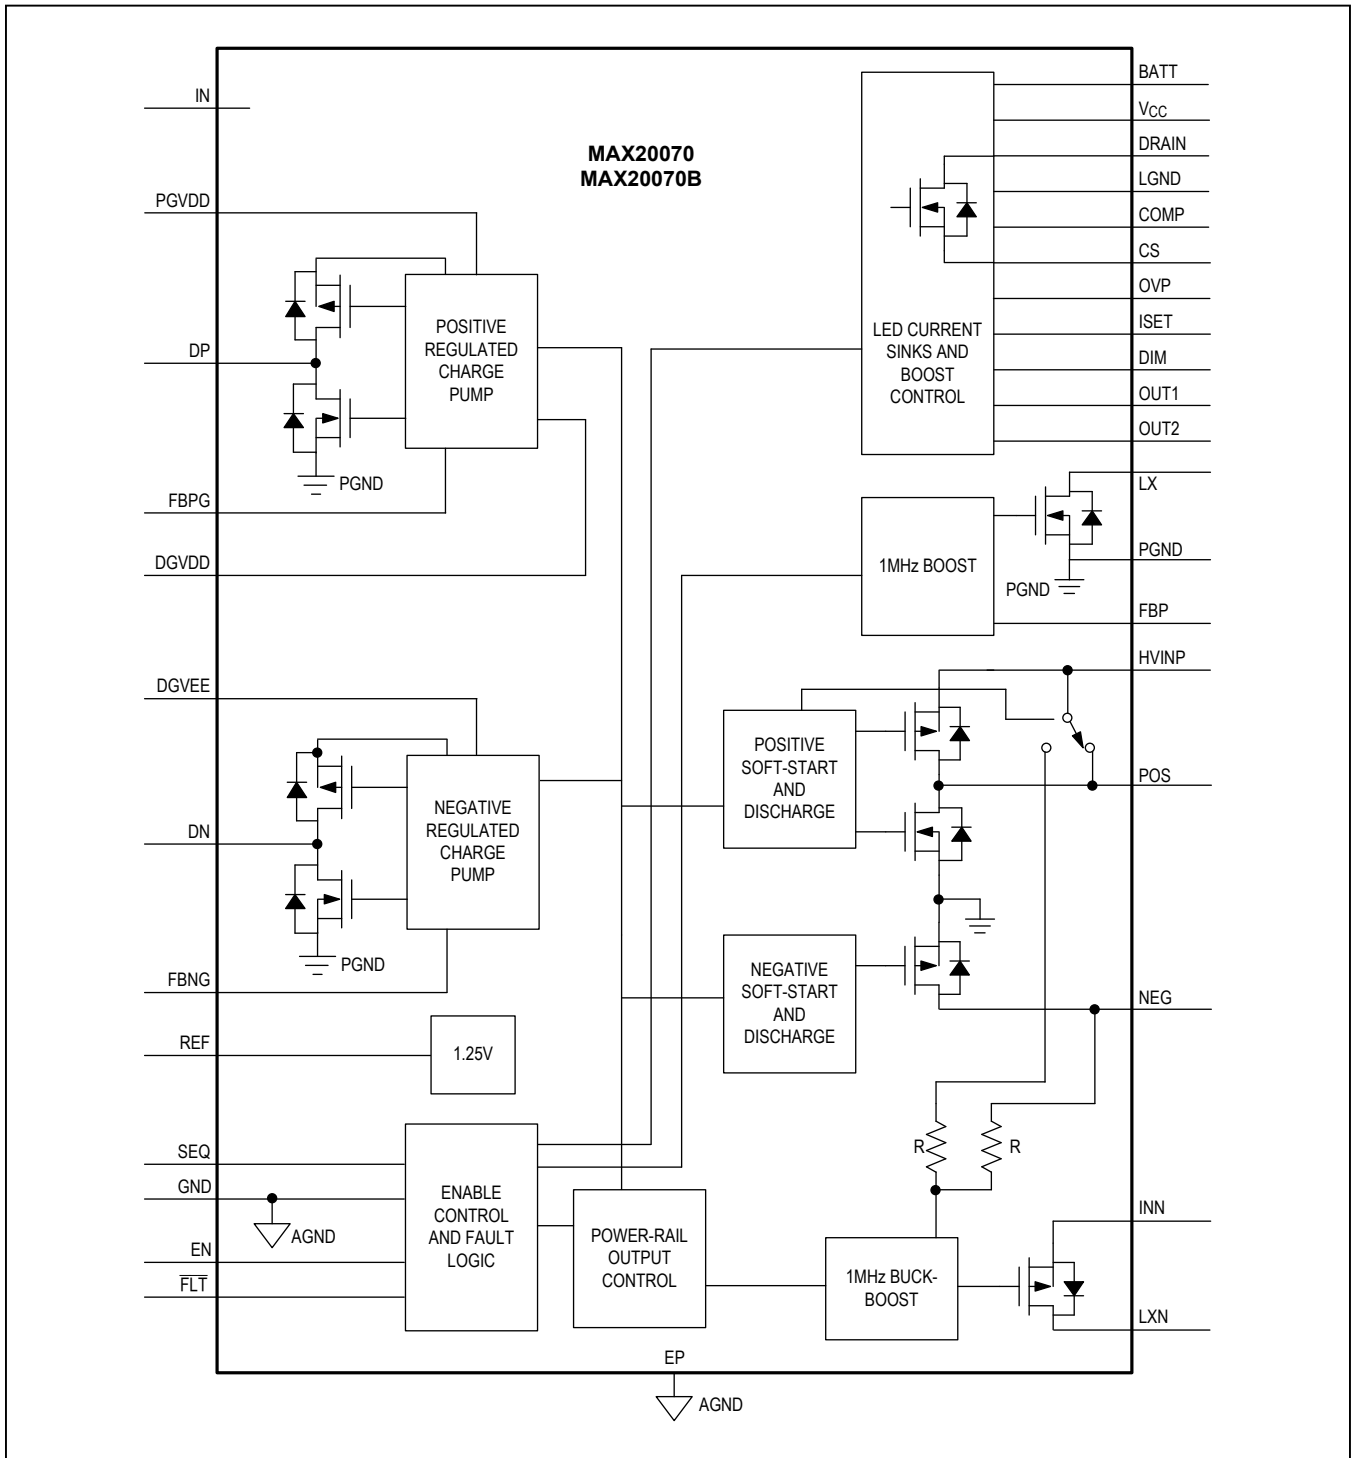 MAX20070
MAX20070B
IN
PGVDD
DP
FBPG
DGVDD
DGVEE
DN
FBNG
REF
SEQ
GND
EN
FLT
POSITIVE
REGULATED
CHARGE
PUMP
PGND
NEGATIVE
REGULATED
CHARGE
PUMP
PGND
1.25V
ENABLE
CONTROL
AND FAULT
LOGIC
AGND
POWER-RAIL
OUTPUT
CONTROL
LED CURRENT
SINKS AND
BOOST
CONTROL
1MHz BOOST
PGND
POSITIVE
SOFT-START
AND
DISCHARGE
NEGATIVE
SOFT-START
AND
DISCHARGE
R
R
1MHz BUCK-
BOOST
BATT
VCC
DRAIN
LGND
COMP
CS
OVP
ISET
DIM
OUT1
OUT2
LX
PGND
FBP
HVINP
POS
NEG
INN
LXN
EP
AGND